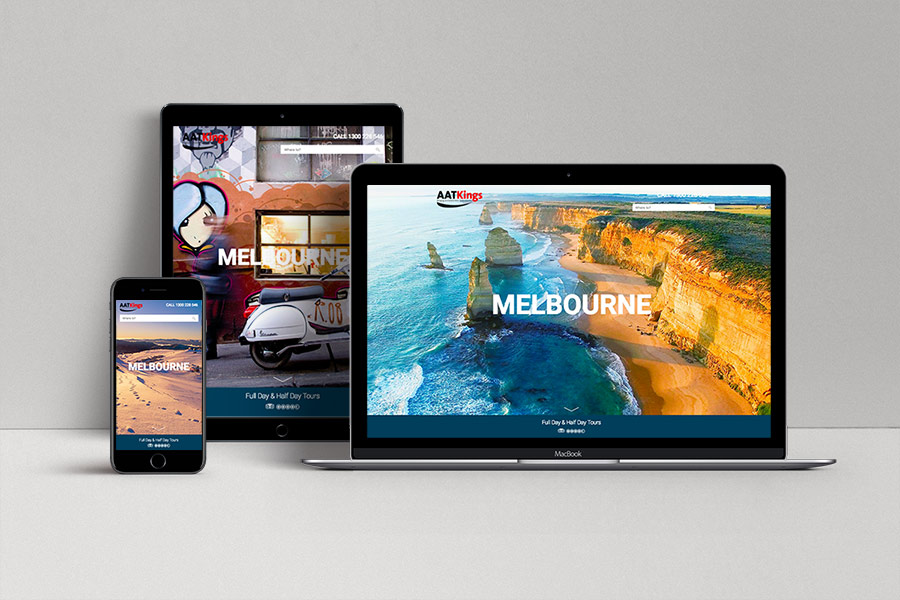 AATKings
CALL 1300 228 546
Where to?
MELBOURNE
R.08
Full Day & Half Day Tours
AATKings
Where to?
MELBOURNE
Full Day & Half Day Tours
MacBook
AATKings
CALL 1300 228 546
Where to?
MELBOURNE
Full Day & Half Day Tours